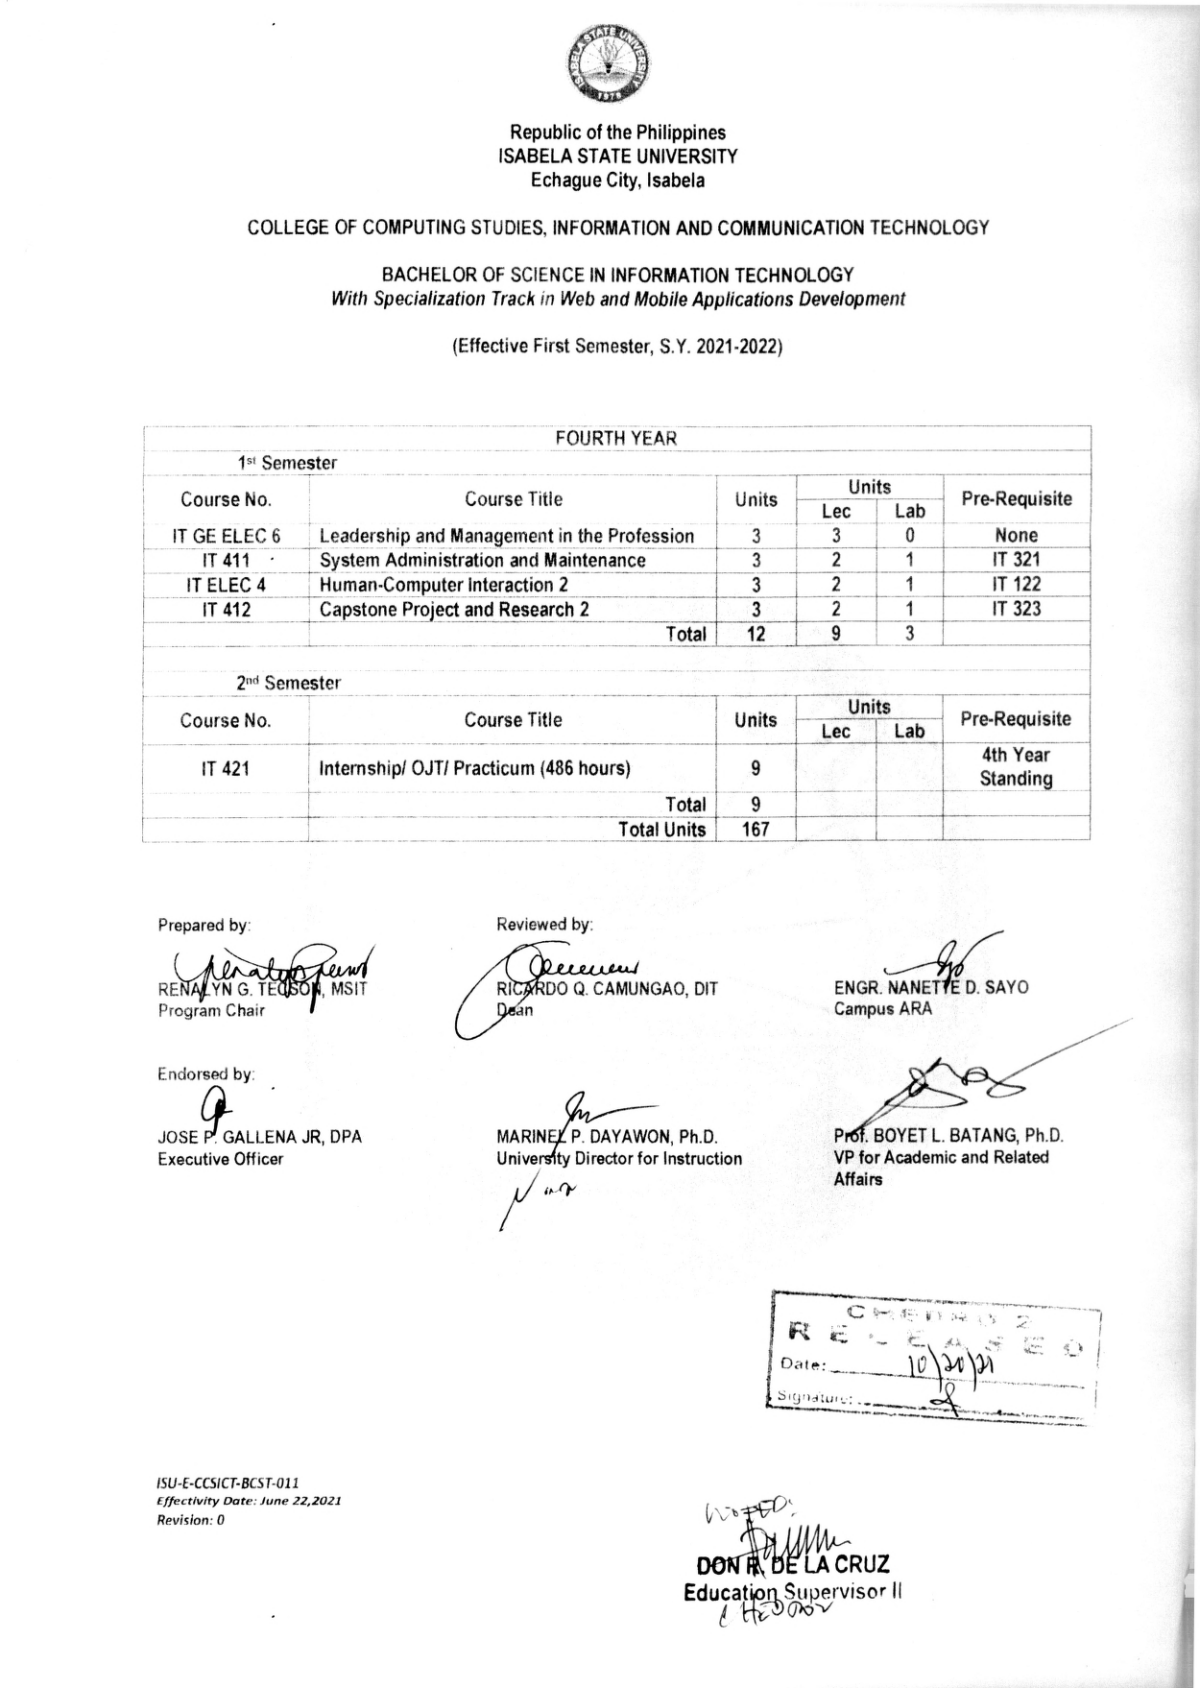 ISABELA STATE UNIVERSITY
1978
Republic of the Philippines
ISABELA STATE UNIVERSITY
Echague City, Isabela
COLLEGE OF COMPUTING STUDIES, INFORMATION AND COMMUNICATION TECHNOLOGY
BACHELOR OF SCIENCE IN INFORMATION TECHNOLOGY
With Specialization Track in Web and Mobile Applications Development
(Effective First Semester, S.Y. 2021-2022)
FOURTH YEAR
1st Semester
Course No. Course Title Units Units Pre-Requisite
Lec Lab
IT GE ELEC 6 Leadership and Management in the Profession 3 3 0 None
IT 411 System Administration and Maintenance 3 2 1 IT 321
IT ELEC 4 Human-Computer Interaction 2 3 2 1 IT 122
IT 412 Capstone Project and Research 2 3 2 1 IT 323
Total 12 9 3
2nd Semester
Course No. Course Title Units Units Pre-Requisite
Lec Lab
IT 421 Internship/ OJT/ Practicum (486 hours) 9 4th Year
Standing
Total 9
Total Units 167
Prepared by: Reviewed by:
RENALYN G. TECSON, MSIT RICARDO Q. CAMUNGAO, DIT ENGR. NANETTE D. SAYO
Program Chair Dean Campus ARA
Endorsed by:
JOSE P. GALLENA JR, DPA MARINEL P. DAYAWON, Ph.D. Prof. BOYET L. BATANG, Ph.D.
Executive Officer University Director for Instruction VP for Academic and Related
Affairs
CHEDRO 2
RELEASED
Date: 10/20/21
Signature:
ISU-E-CCSICT-BCST-011
Effectivity Date: June 22,2021
Revision: 0
NOTED:
DON R. DE LA CRUZ
Education Supervisor II
CHEDRO2